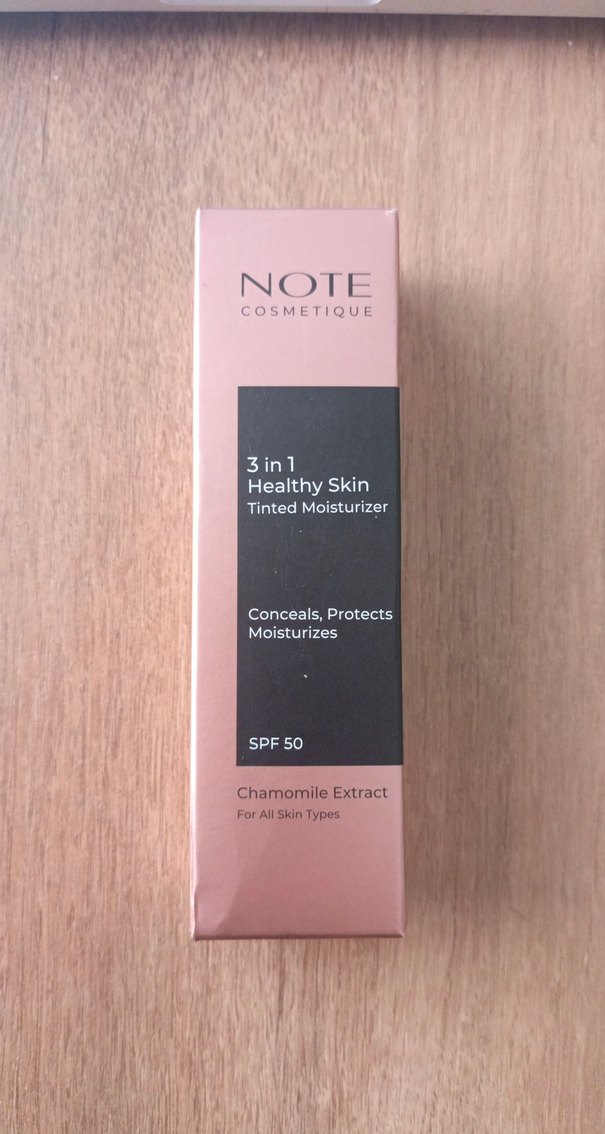 NOTE
COSMETIQUE
3 in 1
Healthy Skin
Tinted Moisturizer
Conceals, Protects
Moisturizes
SPF 50
Chamomile Extract
For All Skin Types